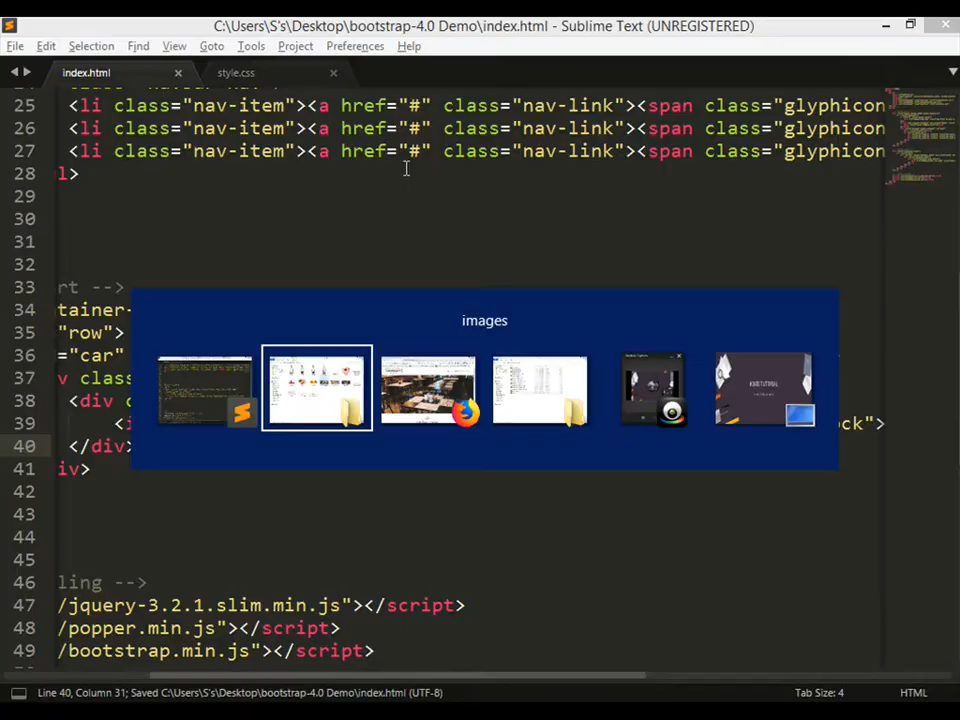 C:\Users\S's\Desktop\bootstrap-4.0 Demo\index.html - Sublime Text (UNREGISTERED)
File Edit Selection Find View Goto Tools Project Preferences Help
index.html style.css
25 <li class="nav-item"><a href="#" class="nav-link"><span class="glyphicon
26 <li class="nav-item"><a href="#" class="nav-link"><span class="glyphicon
27 <li class="nav-item"><a href="#" class="nav-link"><span class="glyphicon
28 l>
29
30
31
32
33 rt -->
34 tainer-
35 "row">
36 ="car"
37 v class
38 <div c
39 <i ock">
40 </div>
41 iv>
42
43
44
45
46 ling -->
47 /jquery-3.2.1.slim.min.js"></script>
48 /popper.min.js"></script>
49 /bootstrap.min.js"></script>
images
Line 40, Column 31; Saved C:\Users\S's\Desktop\bootstrap-4.0 Demo\index.html (UTF-8) Tab Size: 4 HTML